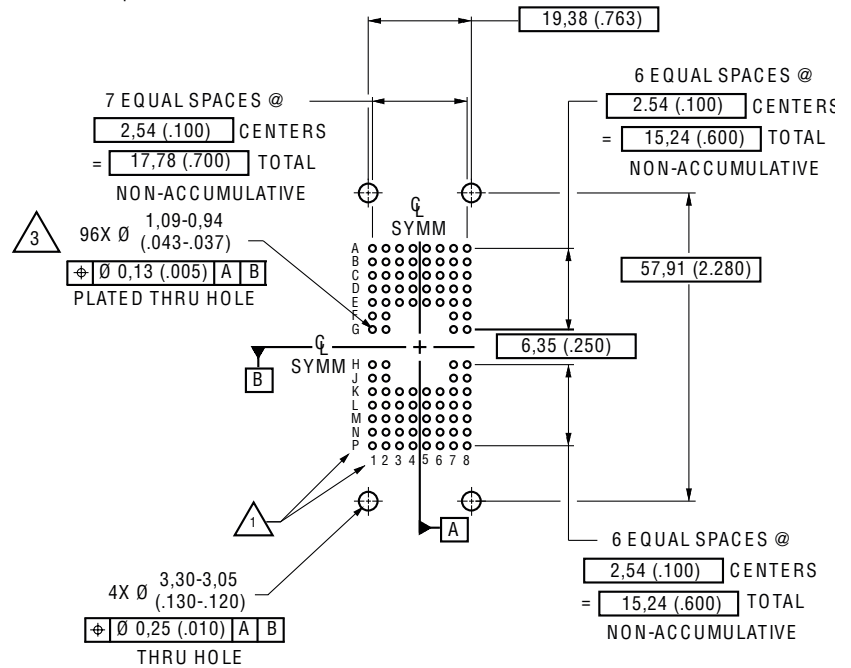 19,38 (.763)
7 EQUAL SPACES @
2,54 (.100) CENTERS
= 17,78 (.700) TOTAL
NON-ACCUMULATIVE
6 EQUAL SPACES @
2.54 (.100) CENTERS
= 15,24 (.600) TOTAL
NON-ACCUMULATIVE
℄
SYMM
3
96X Ø 1,09-0,94
(.043-.037)
⌖ Ø 0,13 (.005) A B
PLATED THRU HOLE
A
B
C
D
E
F
G
57,91 (2.280)
6,35 (.250)
℄
SYMM
B
H
J
K
L
M
N
P
1 2 3 4 5 6 7 8
1
A
4X Ø 3,30-3,05
(.130-.120)
⌖ Ø 0,25 (.010) A B
THRU HOLE
6 EQUAL SPACES @
2,54 (.100) CENTERS
= 15,24 (.600) TOTAL
NON-ACCUMULATIVE